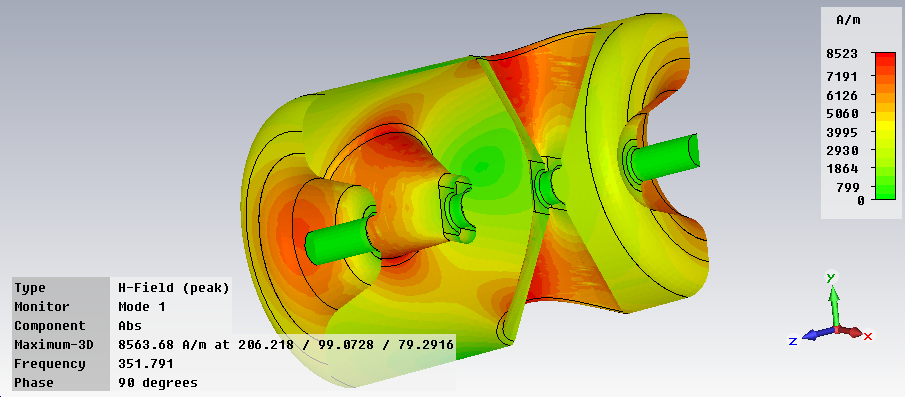 A/m
8523
7191
6126
5060
3995
2930
1864
799
0
Type H-Field (peak)
Monitor Mode 1
Component Abs
Maximum-3D 8563.68 A/m at 206.218 / 99.0728 / 79.2916
Frequency 351.791
Phase 90 degrees
y
z
x